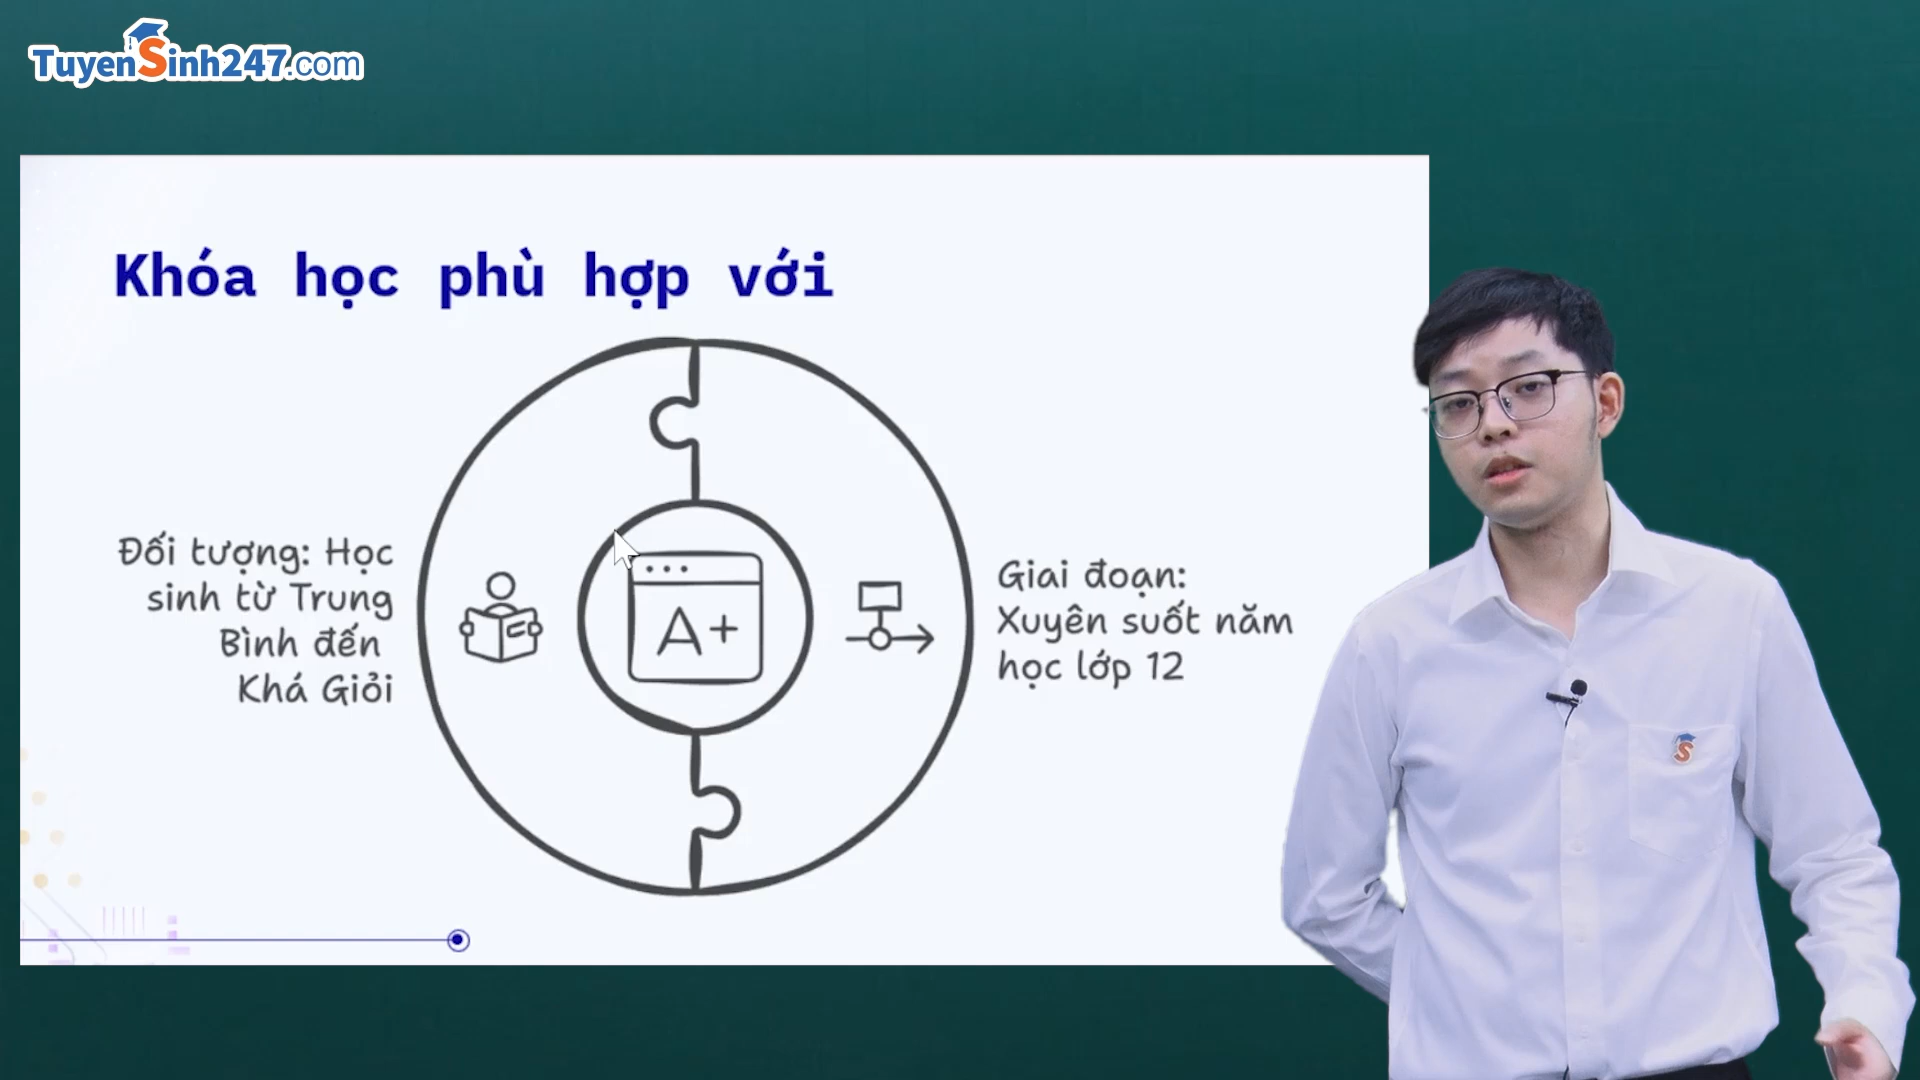 TuyenSinh247.com
Khóa học phù hợp với
Đối tượng: Học
sinh từ Trung
Bình đến
Khá Giỏi
A+
Giai đoạn:
Xuyên suốt năm
học lớp 12
S